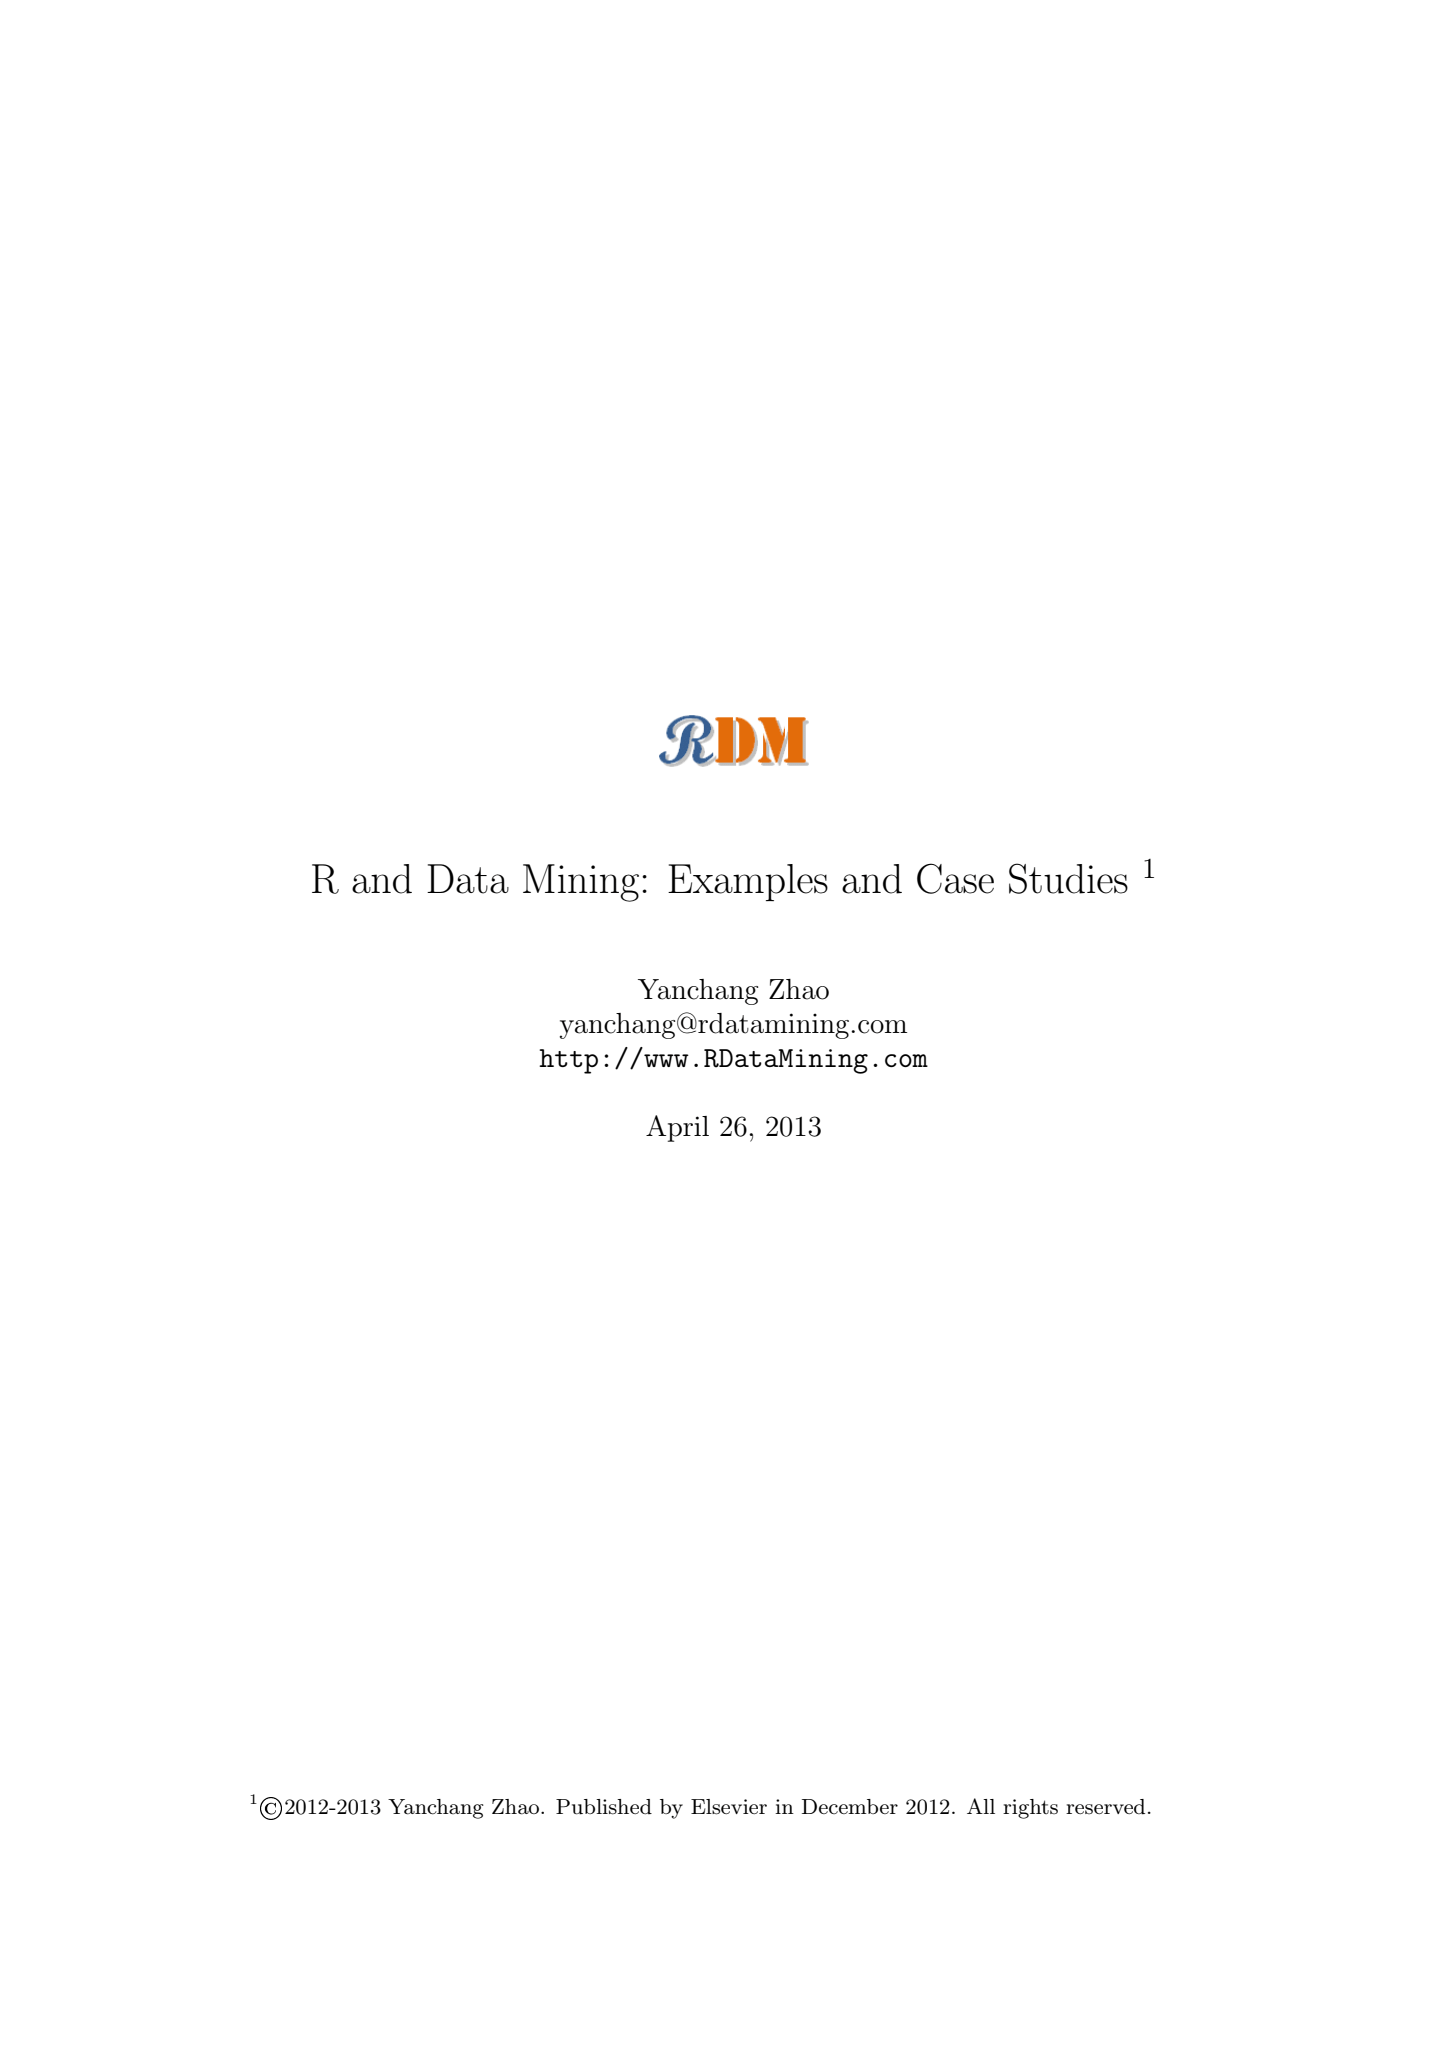 RDM
R and Data Mining: Examples and Case Studies 1
Yanchang Zhao
yanchang@rdatamining.com
http://www.RDataMining.com
April 26, 2013
1©2012-2013 Yanchang Zhao. Published by Elsevier in December 2012. All rights reserved.